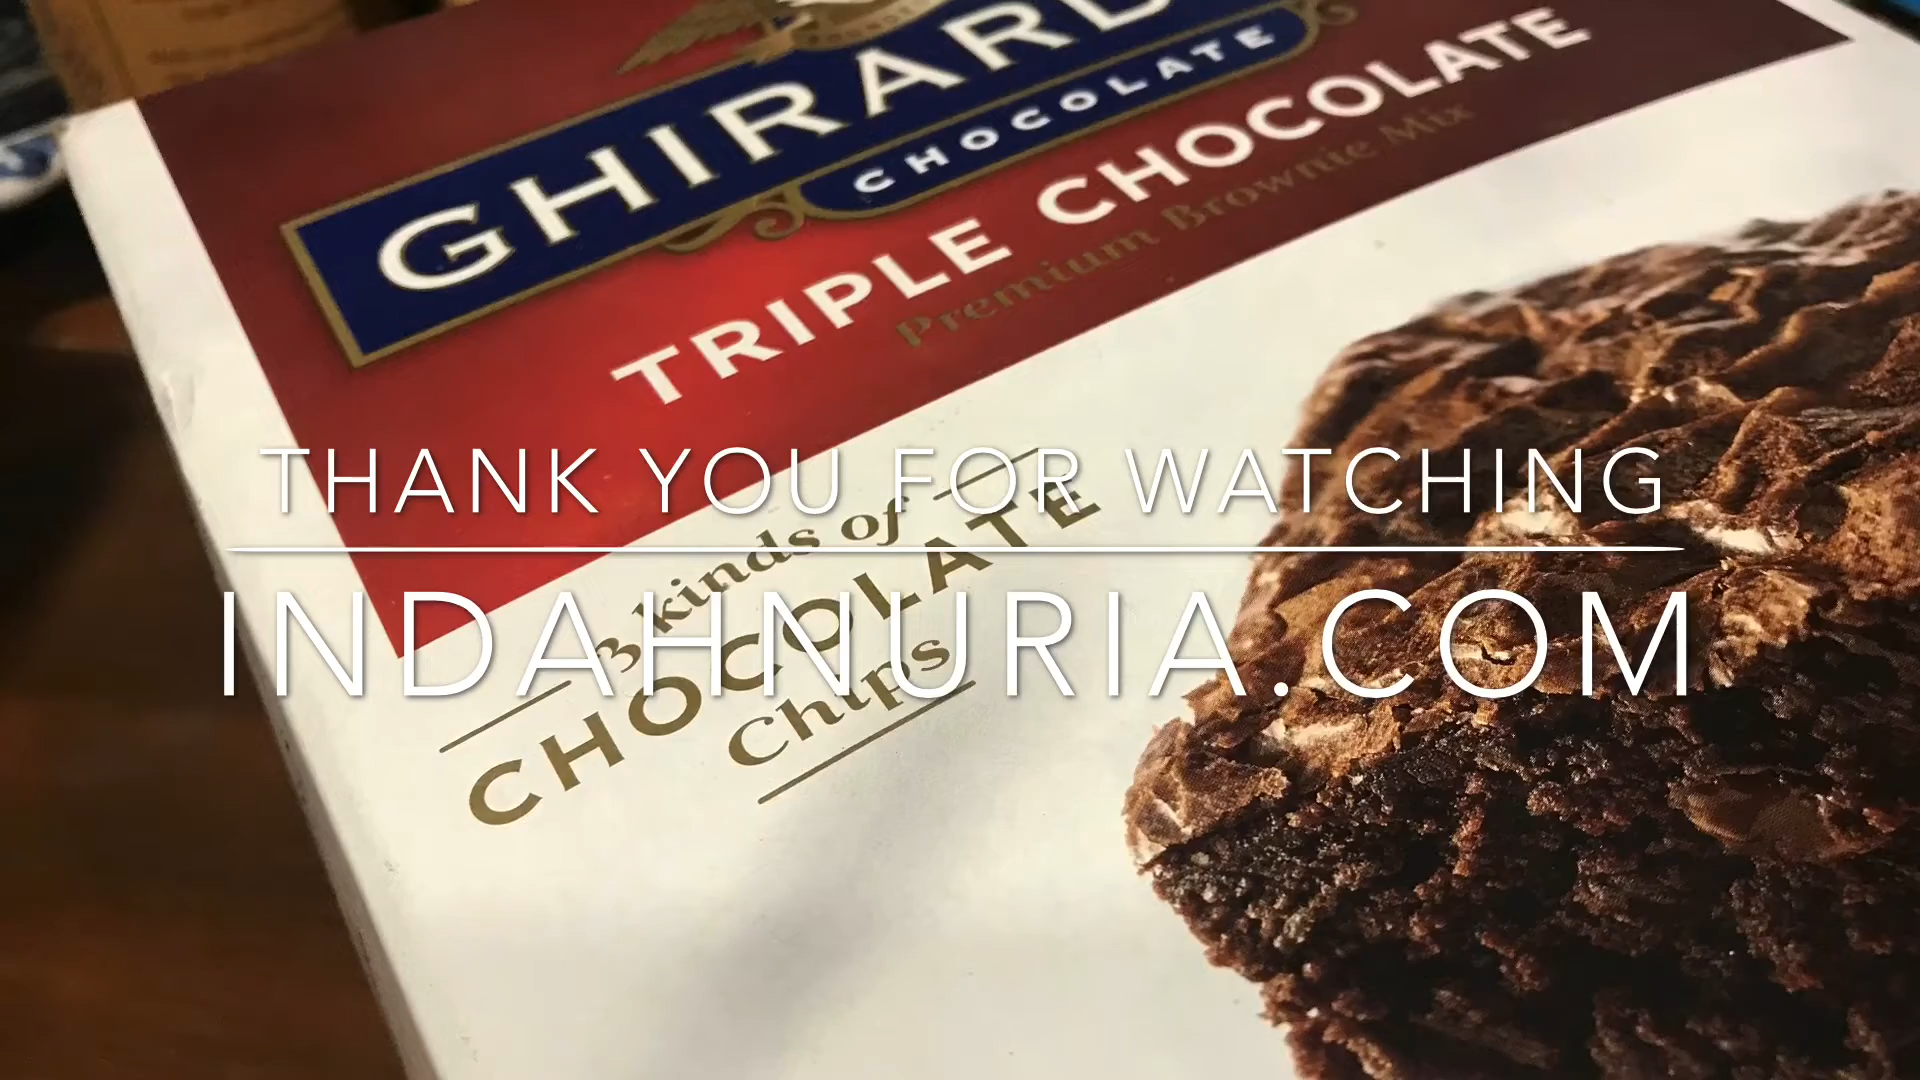 GHIRARD
CHOCOLATE
TRIPLE CHOCOLATE
Premium Brownie Mix
THANK YOU FOR WATCHING
3 kinds of
CHOCOLATE
Chips
INDAHNURIA.COM